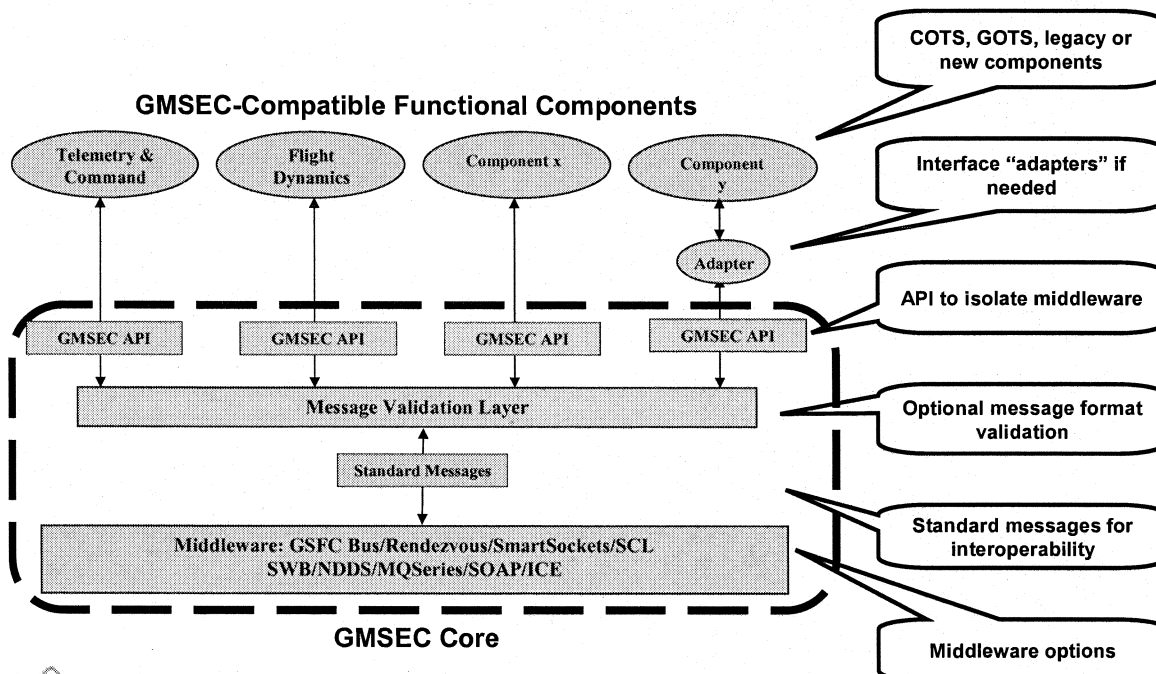 COTS, GOTS, legacy or
new components
GMSEC-Compatible Functional Components
Telemetry &
Command
Flight
Dynamics
Component x
Component
y
Interface “adapters” if
needed
Adapter
API to isolate middleware
GMSEC API
GMSEC API
GMSEC API
GMSEC API
Message Validation Layer
Optional message format
validation
Standard Messages
Standard messages for
interoperability
Middleware: GSFC Bus/Rendezvous/SmartSockets/SCL
SWB/NDDS/MQSeries/SOAP/ICE
GMSEC Core
Middleware options